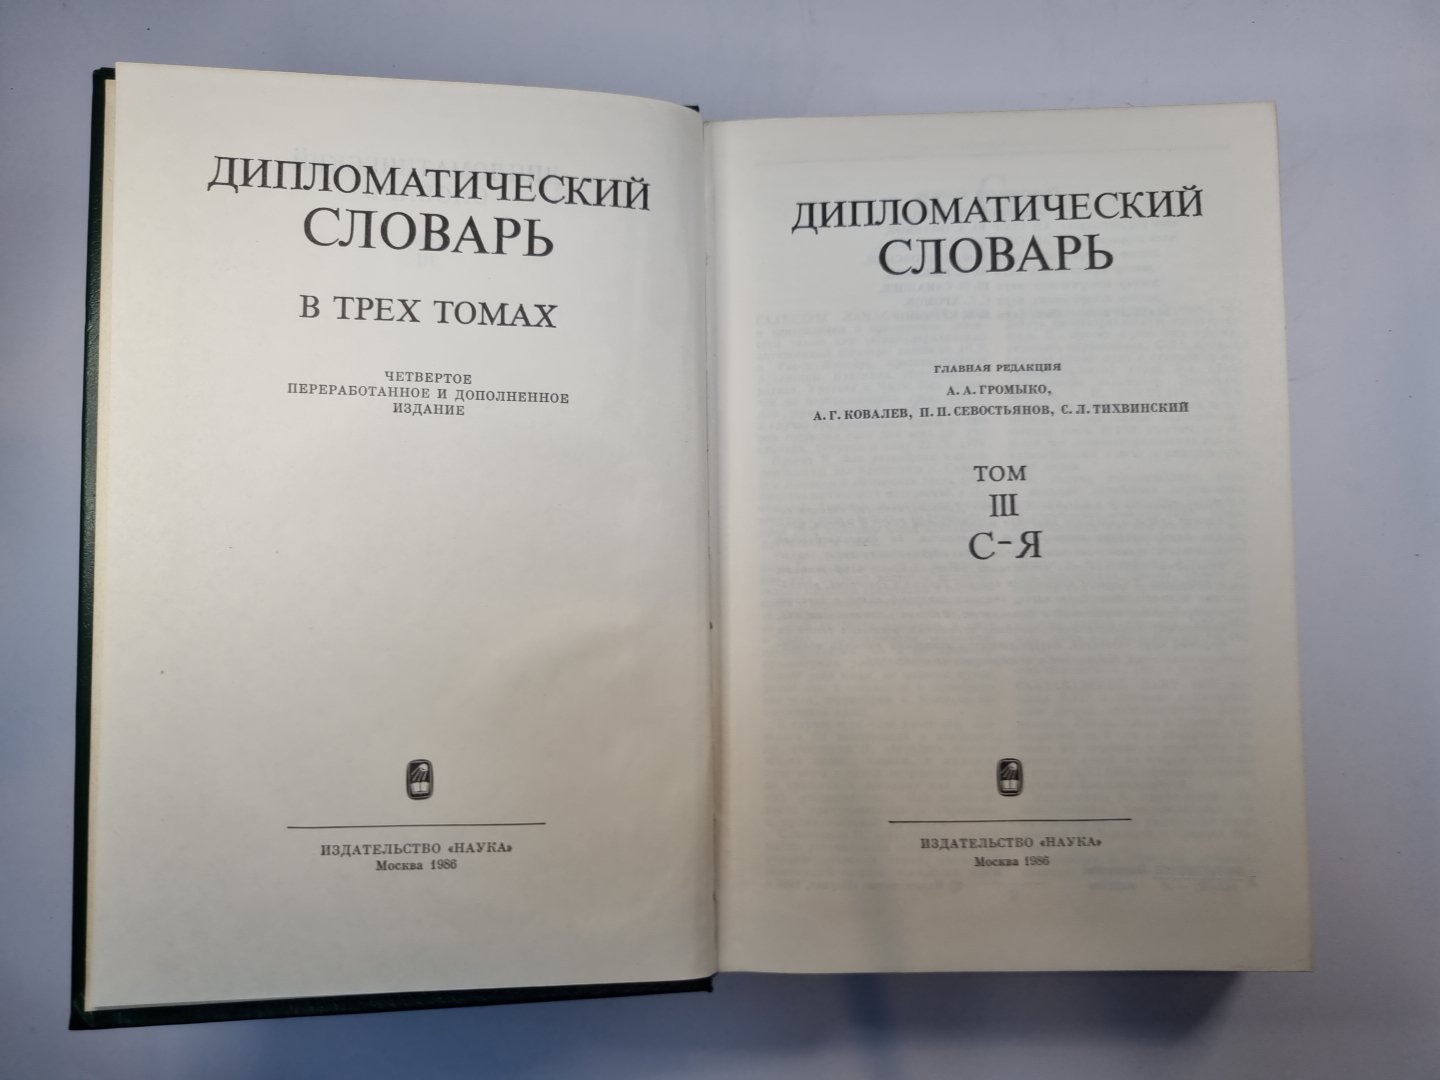 ДИПЛОМАТИЧЕСКИЙ
СЛОВАРЬ
В ТРЕХ ТОМАХ
ЧЕТВЕРТОЕ
ПЕРЕРАБОТАННОЕ И ДОПОЛНЕННОЕ
ИЗДАНИЕ
ИЗДАТЕЛЬСТВО «НАУКА»
Москва 1986
ДИПЛОМАТИЧЕСКИЙ
СЛОВАРЬ
ГЛАВНАЯ РЕДАКЦИЯ
А. А. ГРОМЫКО,
А. Г. КОВАЛЕВ, П. П. СЕВОСТЬЯНОВ, С. Л. ТИХВИНСКИЙ
ТОМ
III
С–Я
ИЗДАТЕЛЬСТВО «НАУКА»
Москва 1986